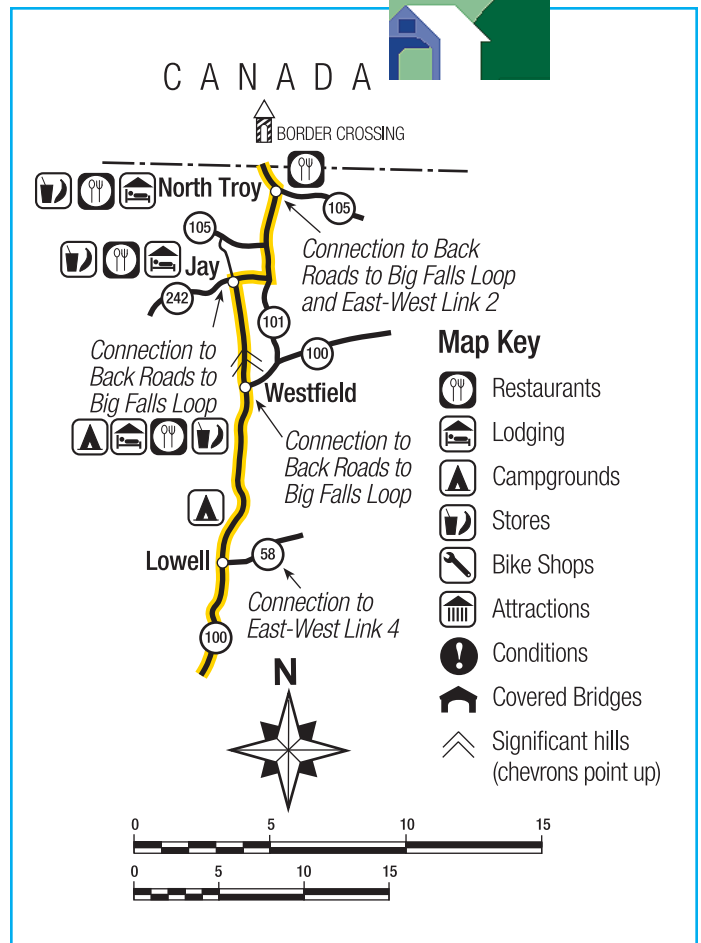 CANADA
BORDER CROSSING
North Troy
105
105
Connection to Back
Roads to Big Falls Loop
and East-West Link 2
Jay
242
101
100
Connection to
Back Roads to
Big Falls Loop
Westfield
Connection to
Back Roads to
Big Falls Loop
Lowell
58
Connection to
East-West Link 4
100
N
Map Key
Restaurants
Lodging
Campgrounds
Stores
Bike Shops
Attractions
! Conditions
Covered Bridges
Significant hills
(chevrons point up)
0 5 10 15
0 5 10 15